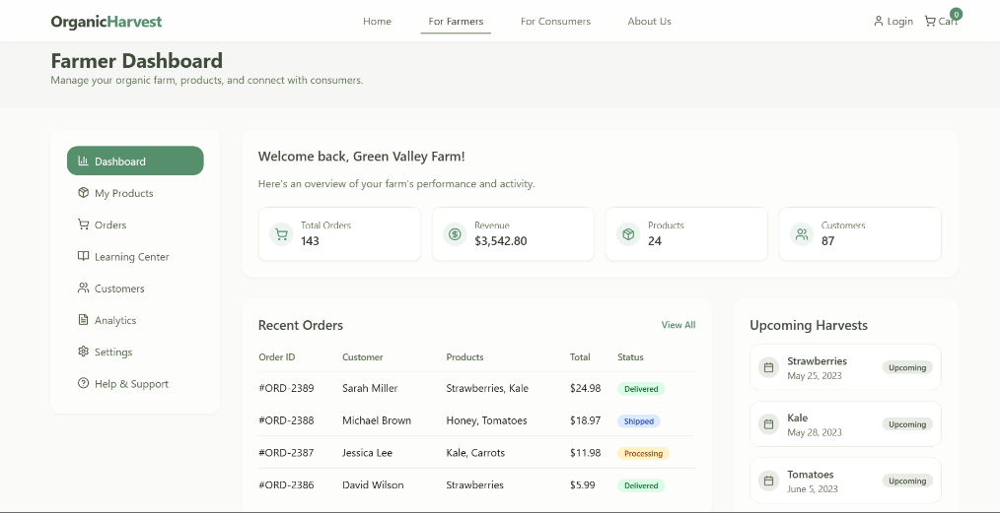 OrganicHarvest
Home For Farmers For Consumers About Us
Login Cart 0
Farmer Dashboard
Manage your organic farm, products, and connect with consumers.
Dashboard
My Products
Orders
Learning Center
Customers
Analytics
Settings
Help & Support
Welcome back, Green Valley Farm!
Here's an overview of your farm's performance and activity.
Total Orders
143
Revenue
$3,542.80
Products
24
Customers
87
Recent Orders View All
Order ID Customer Products Total Status
#ORD-2389 Sarah Miller Strawberries, Kale $24.98 Delivered
#ORD-2388 Michael Brown Honey, Tomatoes $18.97 Shipped
#ORD-2387 Jessica Lee Kale, Carrots $11.98 Processing
#ORD-2386 David Wilson Strawberries $5.99 Delivered
Upcoming Harvests
Strawberries
May 25, 2023
Upcoming
Kale
May 28, 2023
Upcoming
Tomatoes
June 5, 2023
Upcoming